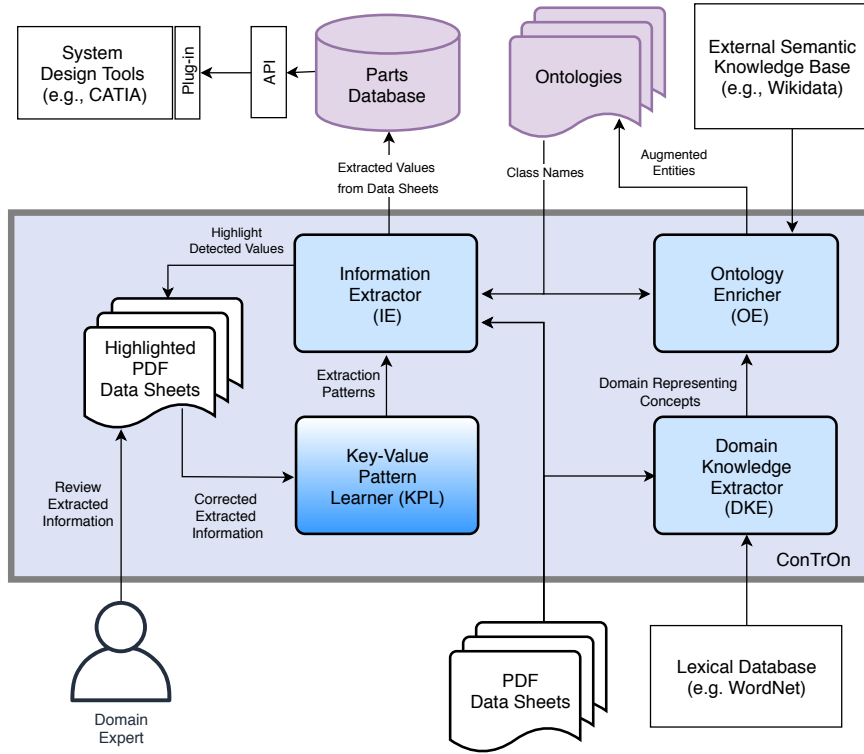 System
Design Tools
(e.g., CATIA)
Plug-in
API
Parts
Database
Ontologies
External Semantic
Knowledge Base
(e.g., Wikidata)
Extracted Values
from Data Sheets
Class Names
Augmented
Entities
Highlight
Detected Values
Information
Extractor
(IE)
Ontology
Enricher
(OE)
Highlighted
PDF
Data Sheets
Extraction
Patterns
Domain Representing
Concepts
Key-Value
Pattern
Learner (KPL)
Domain
Knowledge
Extractor
(DKE)
Review
Extracted
Information
Corrected
Extracted
Information
ConTrOn
PDF
Data Sheets
Lexical Database
(e.g. WordNet)
Domain
Expert